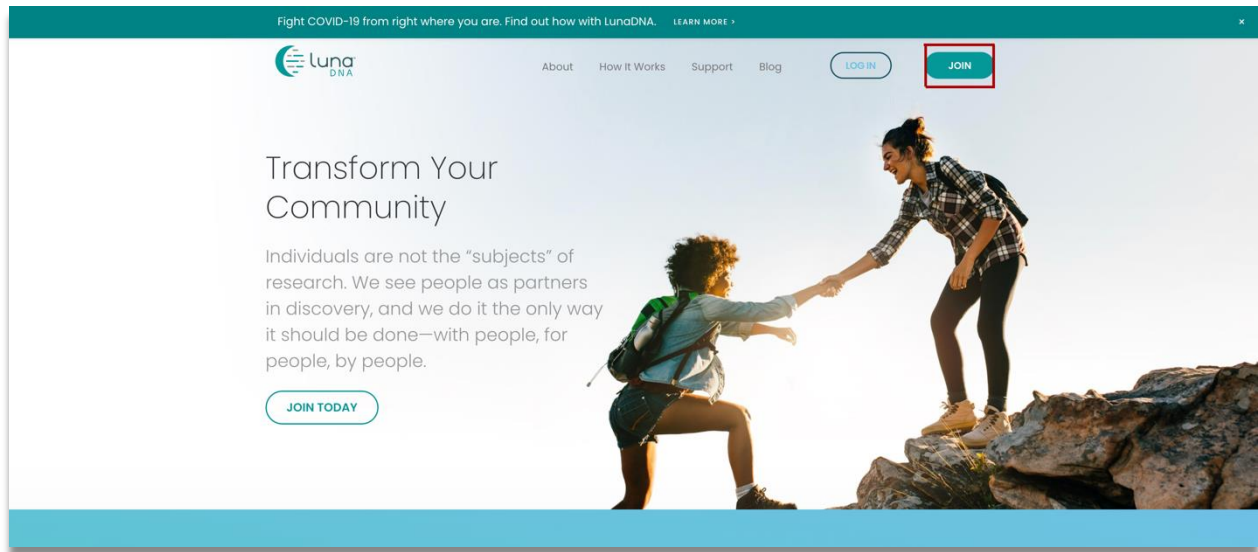 Fight COVID-19 from right where you are. Find out how with LunaDNA. LEARN MORE >
×
luna
DNA
About How It Works Support Blog LOG IN JOIN
Transform Your
Community
Individuals are not the “subjects” of
research. We see people as partners
in discovery, and we do it the only way
it should be done—with people, for
people, by people.
JOIN TODAY